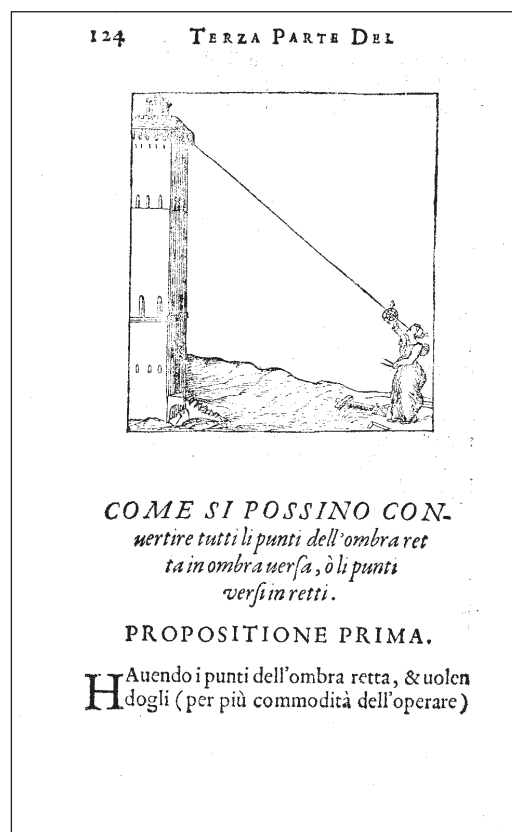 124 TERZA PARTE DEL
COME SI POSSINO CON-
uertire tutti li punti dell'ombra ret
ta in ombra uerſa, ò li punti
verſi in retti.
PROPOSITIONE PRIMA.
HAuendo i punti dell'ombra retta, & uolen
dogli (per più commodità dell'operare)